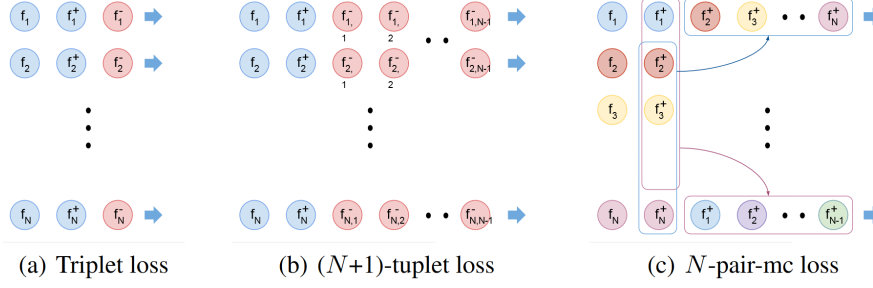 f1 f1+ f1-
f2 f2+ f2-
fN fN+ fN-
(a) Triplet loss
f1 f1+ f1,1- f1,2- f1,N-1-
f2 f2+ f2,1- f2,2- f2,N-1-
fN fN+ fN,1- fN,2- fN,N-1-
(b) (N+1)-tuplet loss
f1 f1+ f2+ f3+ fN+
f2 f2+
f3 f3+
fN fN+ f1+ f2+ fN-1+
(c) N-pair-mc loss